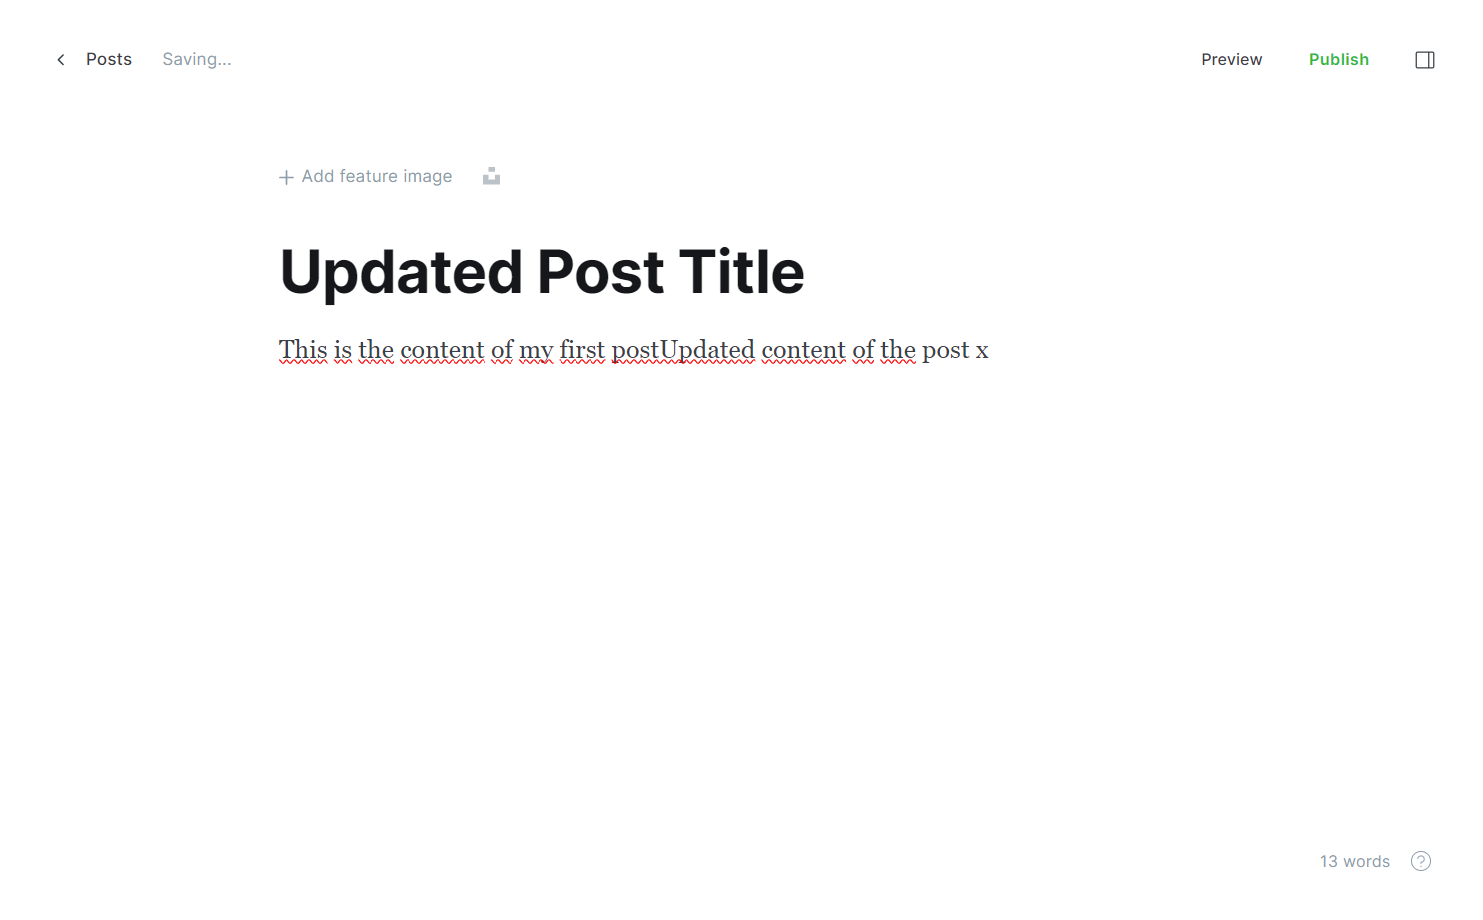 Posts Saving...
Preview Publish
Add feature image
Updated Post Title
This is the content of my first postUpdated content of the post x
13 words